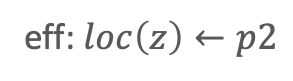 eff: loc(z) ← p2